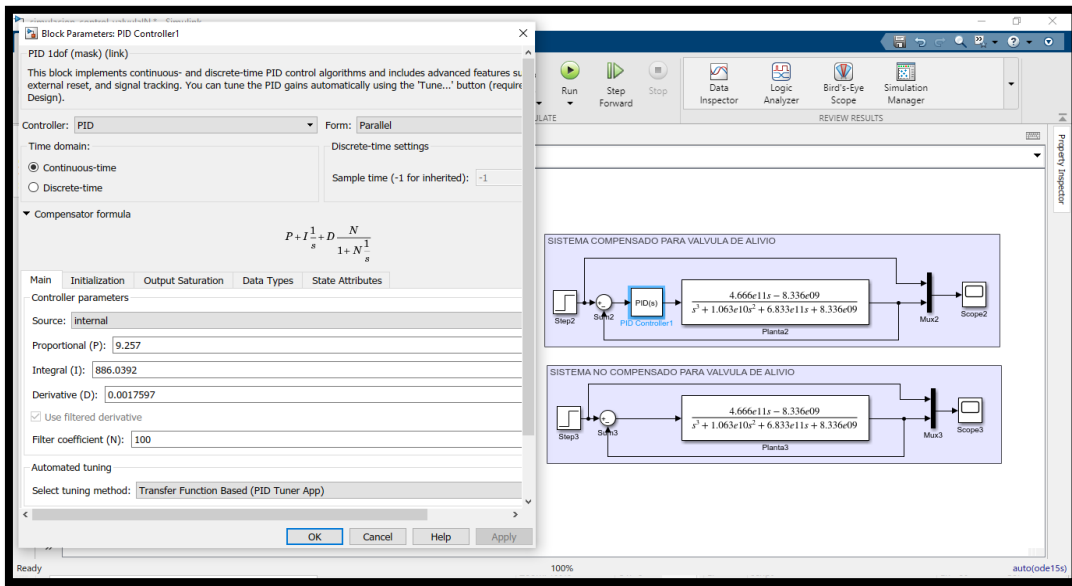 Block Parameters: PID Controller1
PID 1dof (mask) (link)
This block implements continuous- and discrete-time PID control algorithms and includes advanced features su
external reset, and signal tracking. You can tune the PID gains automatically using the 'Tune...' button (require
Design).
Controller: PID
Form: Parallel
Time domain:
Continuous-time
Discrete-time
Discrete-time settings
Sample time (-1 for inherited): -1
Compensator formula
P + I 1/s + D N/(1 + N 1/s)
Main Initialization Output Saturation Data Types State Attributes
Controller parameters
Source: internal
Proportional (P): 9.257
Integral (I): 886.0392
Derivative (D): 0.0017597
Use filtered derivative
Filter coefficient (N): 100
Automated tuning
Select tuning method: Transfer Function Based (PID Tuner App)
OK Cancel Help Apply
Run
Step
Forward
Stop
Data
Inspector
Logic
Analyzer
Bird's-Eye
Scope
Simulation
Manager
ULATE
REVIEW RESULTS
Property Inspector
SISTEMA COMPENSADO PARA VALVULA DE ALIVIO
Step2
Sum2
PID(s)
PID Controller1
4.666e11s − 8.336e09
s³ + 1.063e10s² + 6.833e11s + 8.336e09
Planta2
Mux2
Scope2
SISTEMA NO COMPENSADO PARA VALVULA DE ALIVIO
Step3
Sum3
4.666e11s − 8.336e09
s³ + 1.063e10s² + 6.833e11s + 8.336e09
Planta3
Mux3
Scope3
Ready
100%
auto(ode15s)